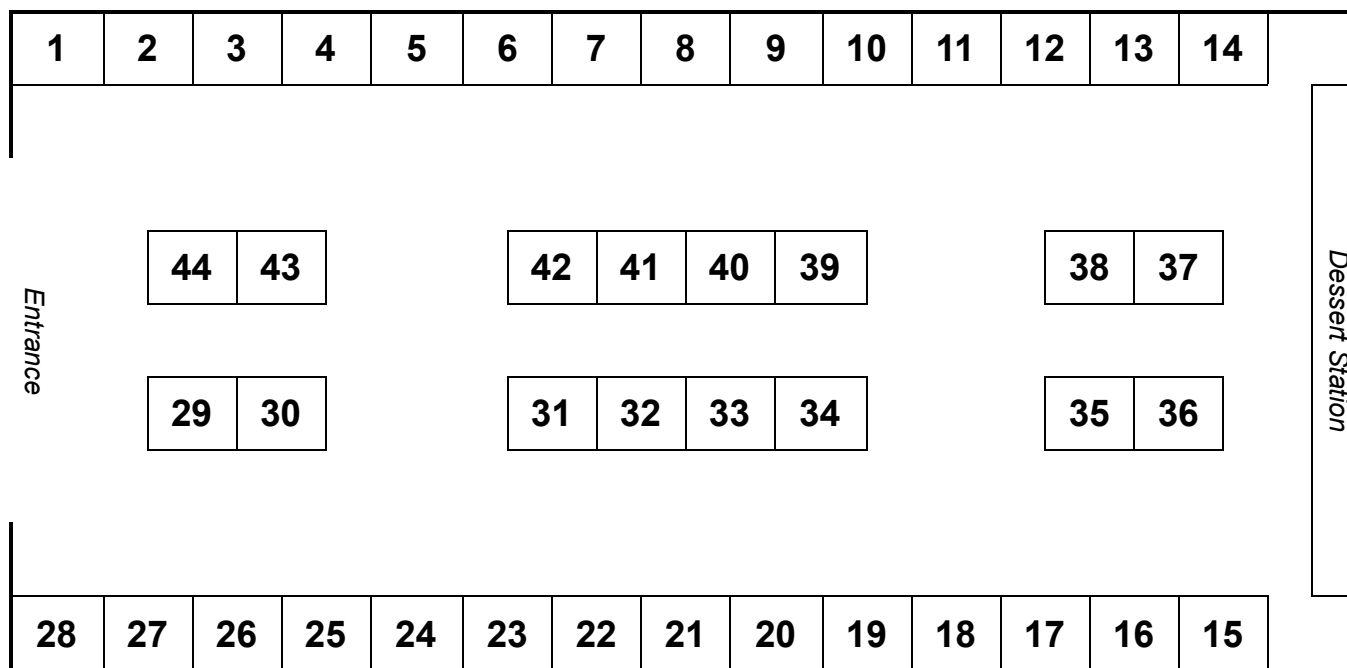 1 2 3 4 5 6 7 8 9 10 11 12 13 14
44 43 42 41 40 39 38 37
Entrance
Dessert Station
29 30 31 32 33 34 35 36
28 27 26 25 24 23 22 21 20 19 18 17 16 15